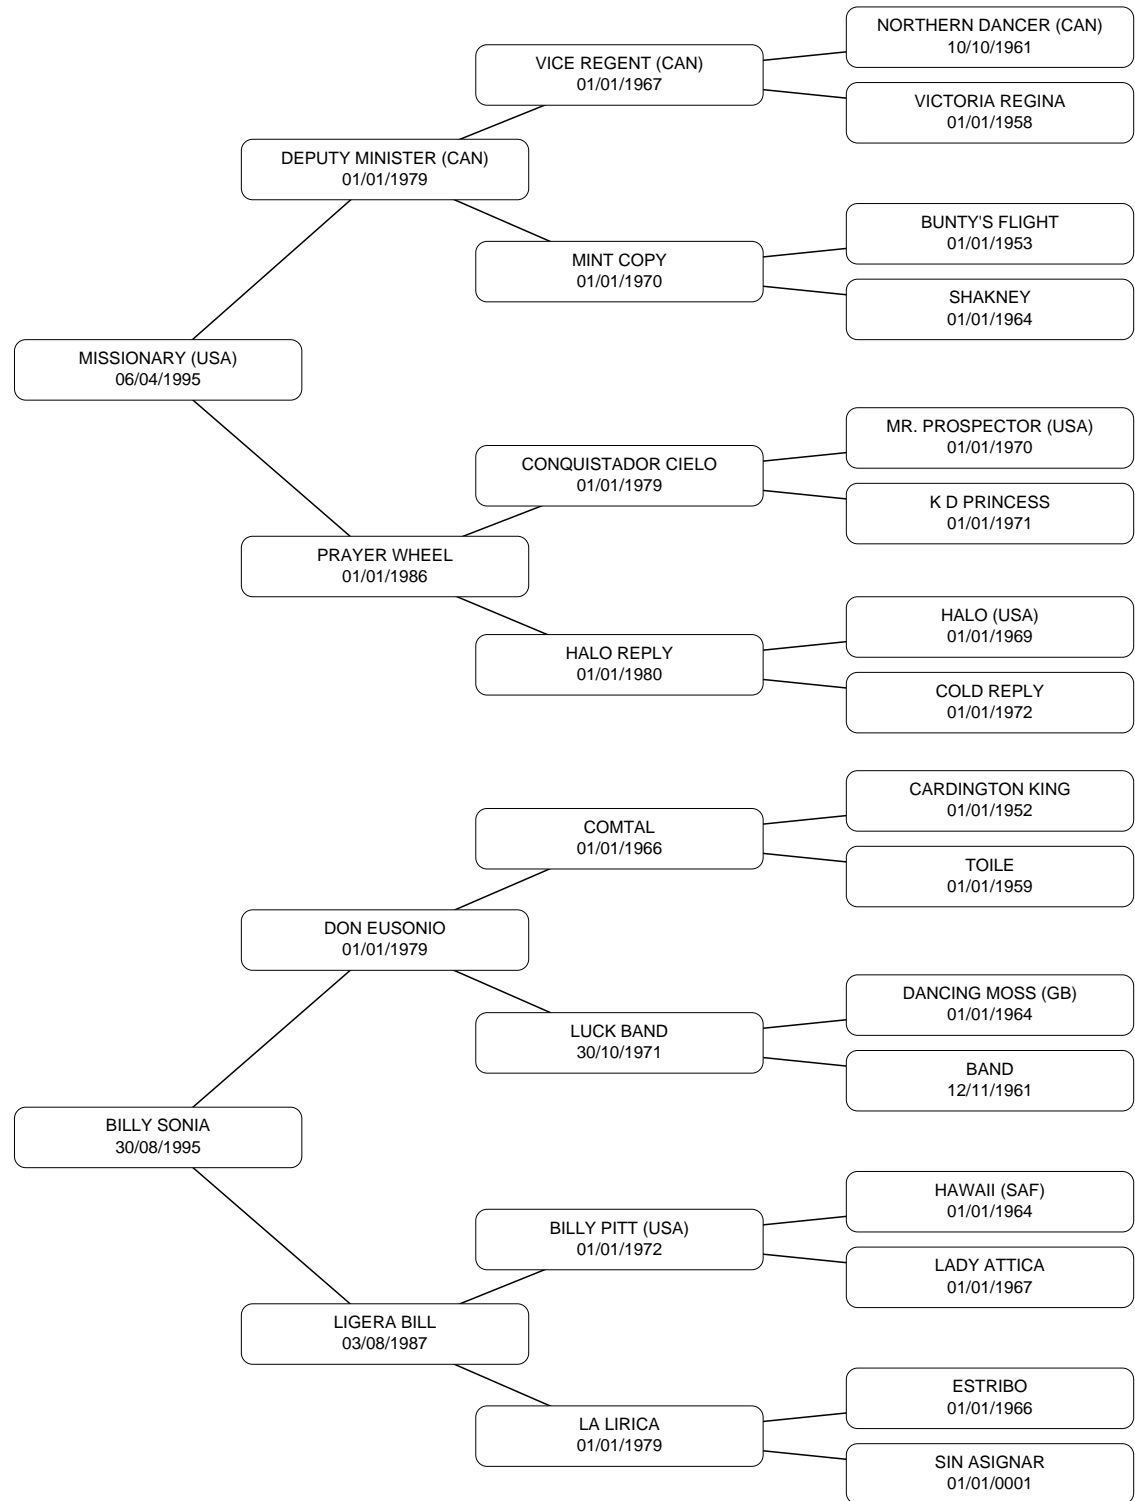 NORTHERN DANCER (CAN)
10/10/1961
VICE REGENT (CAN)
01/01/1967
VICTORIA REGINA
01/01/1958
DEPUTY MINISTER (CAN)
01/01/1979
BUNTY'S FLIGHT
01/01/1953
MINT COPY
01/01/1970
SHAKNEY
01/01/1964
MISSIONARY (USA)
06/04/1995
MR. PROSPECTOR (USA)
01/01/1970
CONQUISTADOR CIELO
01/01/1979
K D PRINCESS
01/01/1971
PRAYER WHEEL
01/01/1986
HALO (USA)
01/01/1969
HALO REPLY
01/01/1980
COLD REPLY
01/01/1972
CARDINGTON KING
01/01/1952
COMTAL
01/01/1966
TOILE
01/01/1959
DON EUSONIO
01/01/1979
DANCING MOSS (GB)
01/01/1964
LUCK BAND
30/10/1971
BAND
12/11/1961
BILLY SONIA
30/08/1995
HAWAII (SAF)
01/01/1964
BILLY PITT (USA)
01/01/1972
LADY ATTICA
01/01/1967
LIGERA BILL
03/08/1987
ESTRIBO
01/01/1966
LA LIRICA
01/01/1979
SIN ASIGNAR
01/01/0001